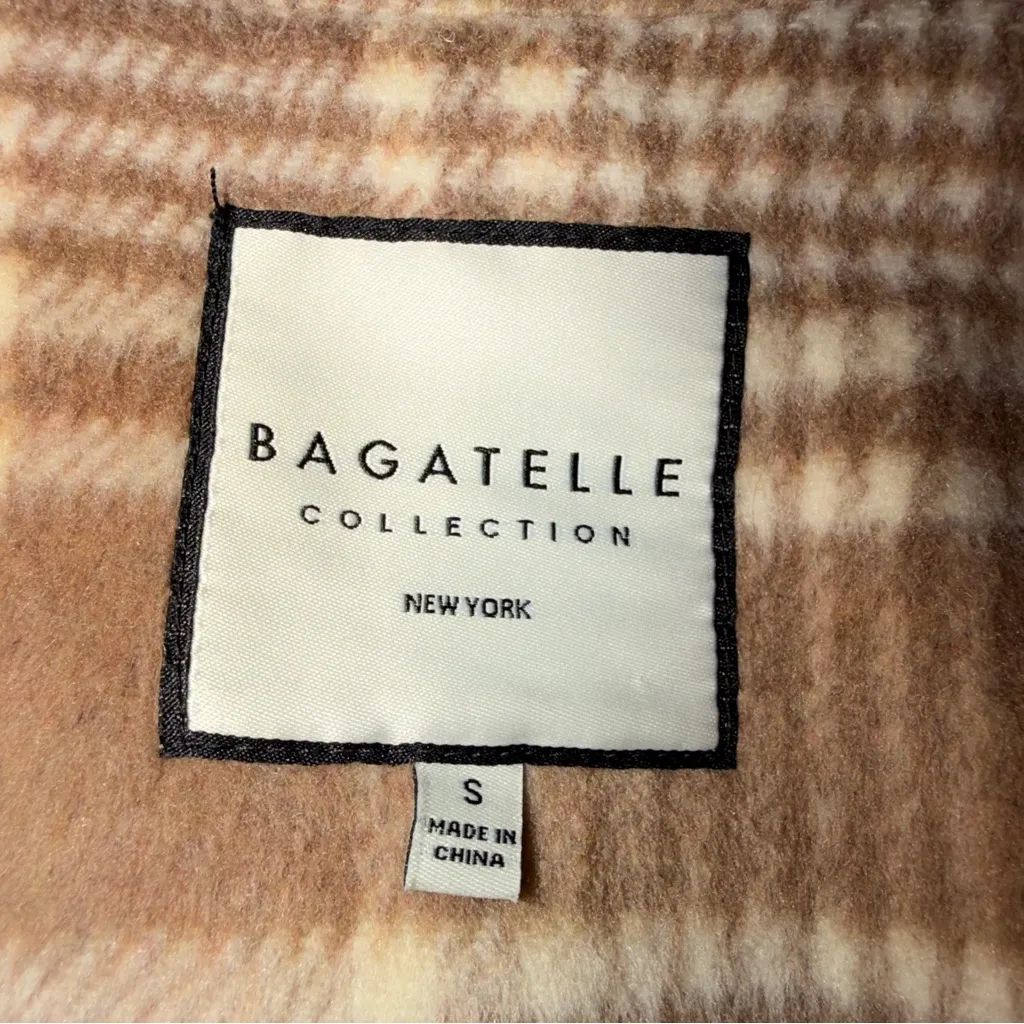 BAGATELLE
COLLECTION
NEW YORK
S
MADE IN
CHINA